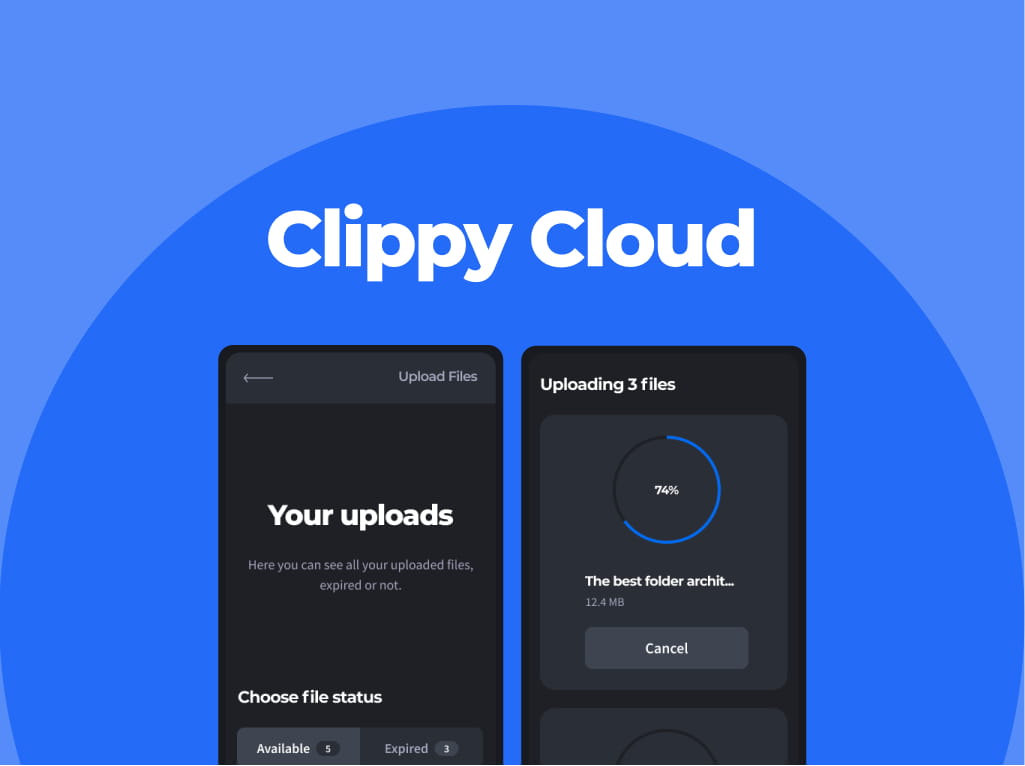 Clippy Cloud
Upload Files
Your uploads
Here you can see all your uploaded files,
expired or not.
Choose file status
Available 5 Expired 3
Uploading 3 files
74%
The best folder archit...
12.4 MB
Cancel